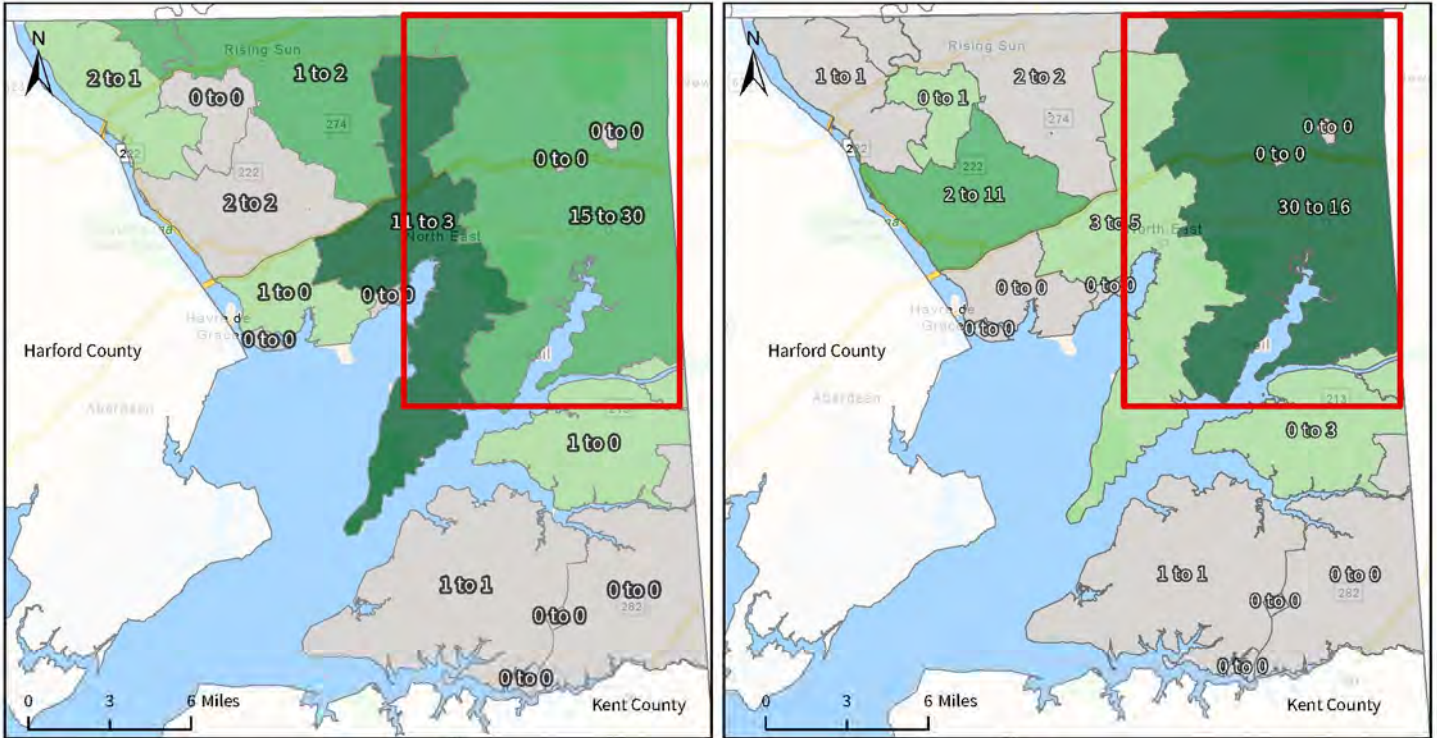 N
Rising Sun
2 to 1
1 to 2
0 to 0
274
0 to 0
0 to 0
222
222
2 to 2
15 to 30
11 to 3
North East
1 to 0
0 to 0
Havre de
Grace
0 to 0
Harford County
Aberdeen
213
1 to 0
1 to 1
0 to 0
282
0 to 0
0 to 0
0 3 6 Miles
Kent County
N
Rising Sun
1 to 1
2 to 2
0 to 1
274
0 to 0
0 to 0
222
222
2 to 11
30 to 16
3 to 5
North East
0 to 0
0 to 0
Havre de
Grace
0 to 0
Harford County
Aberdeen
213
0 to 3
1 to 1
0 to 0
282
0 to 0
0 to 0
0 3 6 Miles
Kent County